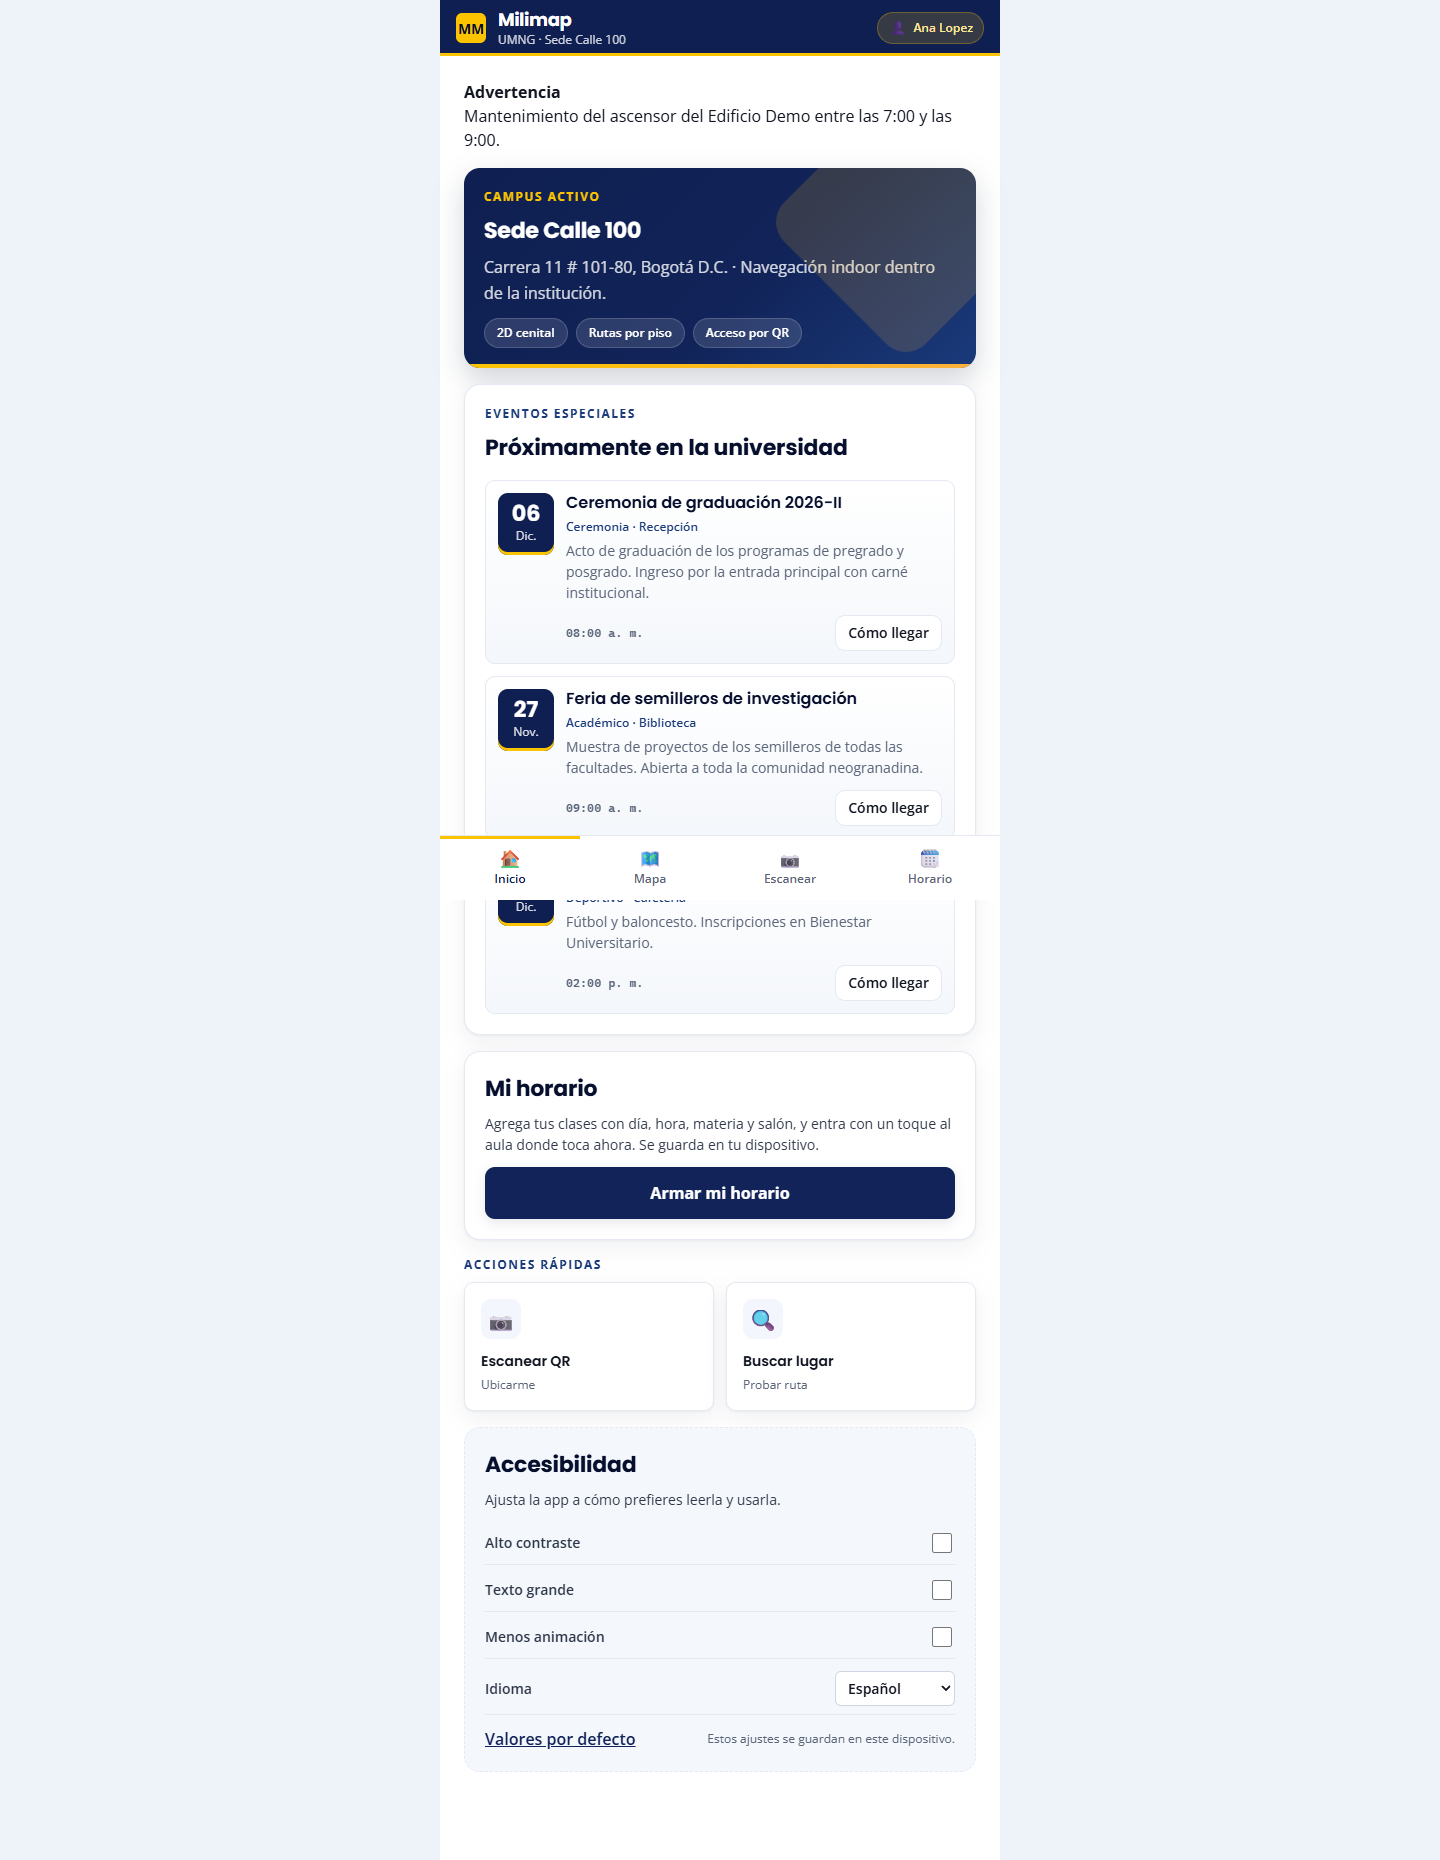 MM
Milimap
UMNG · Sede Calle 100
Ana Lopez
Advertencia
Mantenimiento del ascensor del Edificio Demo entre las 7:00 y las
9:00.
CAMPUS ACTIVO
Sede Calle 100
Carrera 11 # 101-80, Bogotá D.C. · Navegación indoor dentro
de la institución.
2D cenital
Rutas por piso
Acceso por QR
EVENTOS ESPECIALES
Próximamente en la universidad
06
Dic.
Ceremonia de graduación 2026-II
Ceremonia · Recepción
Acto de graduación de los programas de pregrado y
posgrado. Ingreso por la entrada principal con carné
institucional.
08:00 a. m.
Cómo llegar
27
Nov.
Feria de semilleros de investigación
Académico · Biblioteca
Muestra de proyectos de los semilleros de todas las
facultades. Abierta a toda la comunidad neogranadina.
09:00 a. m.
Cómo llegar
Inicio
Mapa
Escanear
Horario
Dic.
Fútbol y baloncesto. Inscripciones en Bienestar
Universitario.
02:00 p. m.
Cómo llegar
Mi horario
Agrega tus clases con día, hora, materia y salón, y entra con un toque al
aula donde toca ahora. Se guarda en tu dispositivo.
Armar mi horario
ACCIONES RÁPIDAS
Escanear QR
Ubicarme
Buscar lugar
Probar ruta
Accesibilidad
Ajusta la app a cómo prefieres leerla y usarla.
Alto contraste
Texto grande
Menos animación
Idioma
Español
Valores por defecto
Estos ajustes se guardan en este dispositivo.